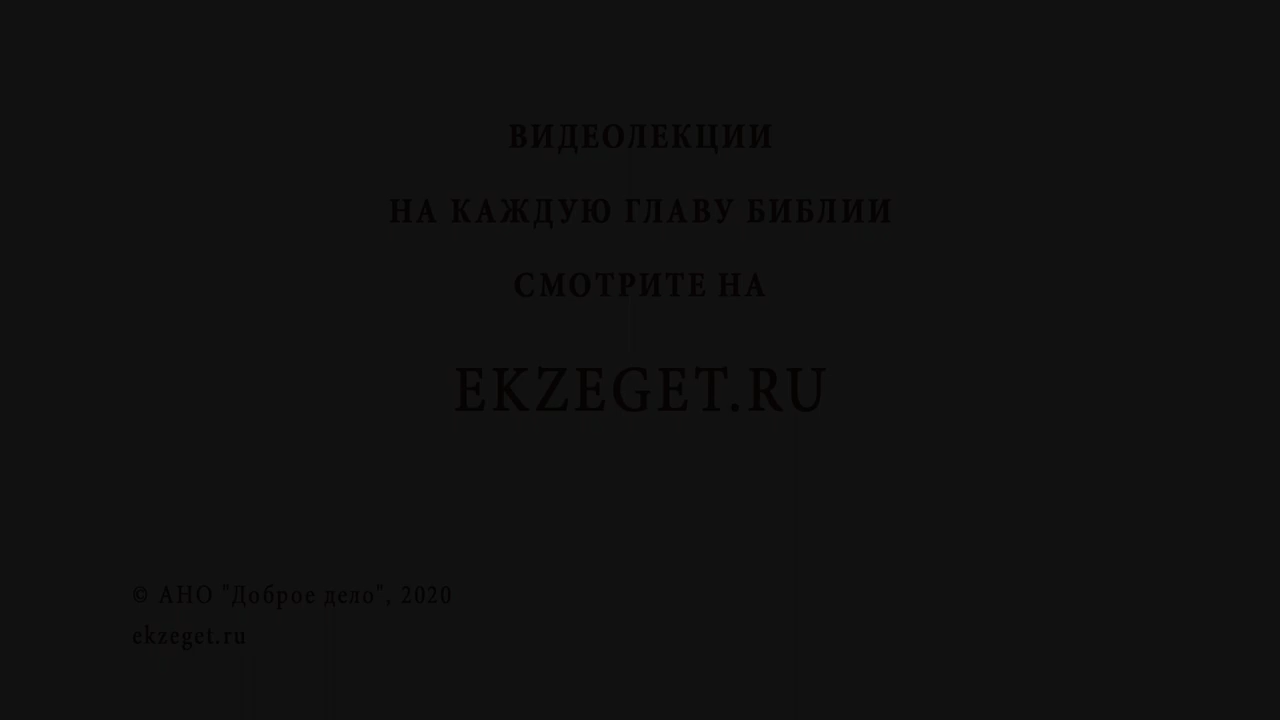 ВИДЕОЛЕКЦИИ
НА КАЖДУЮ ГЛАВУ БИБЛИИ
СМОТРИТЕ НА
EKZEGET.RU
© АНО "Доброе дело", 2020
ekzeget.ru